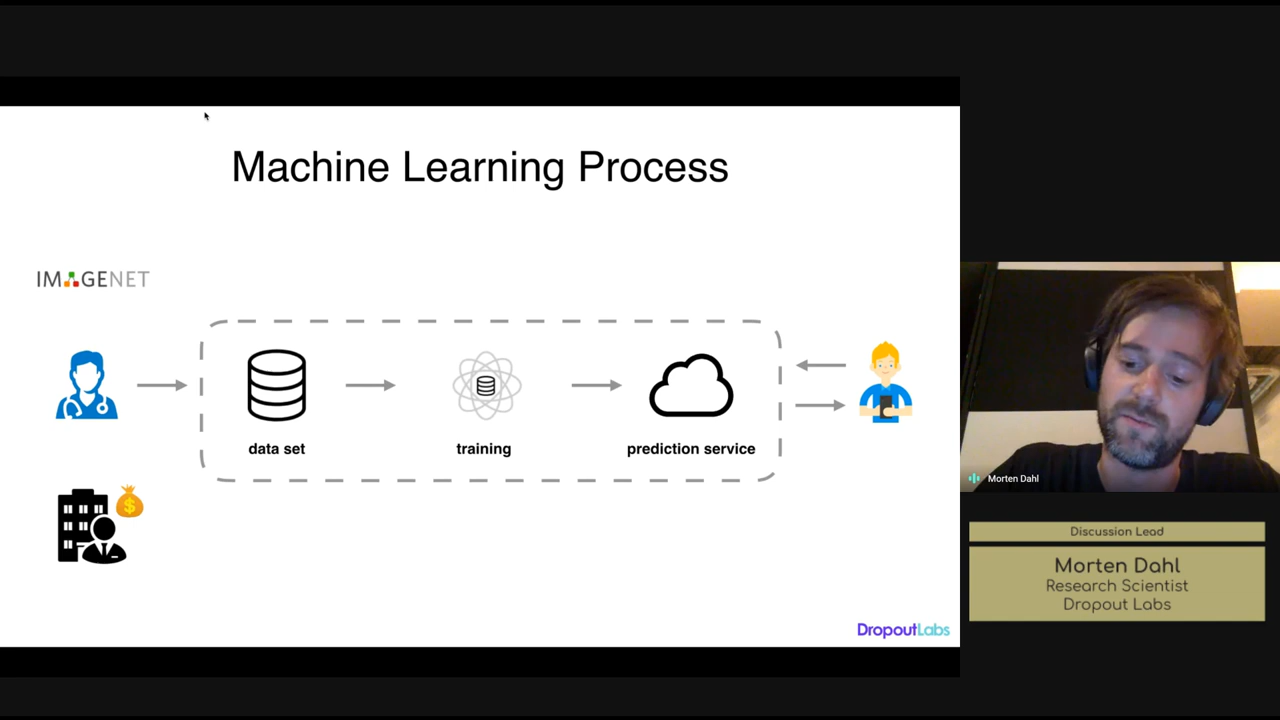 Machine Learning Process
IMAGENET
data set
training
prediction service
$
DropoutLabs
Morten Dahl
Discussion Lead
Morten Dahl
Research Scientist
Dropout Labs